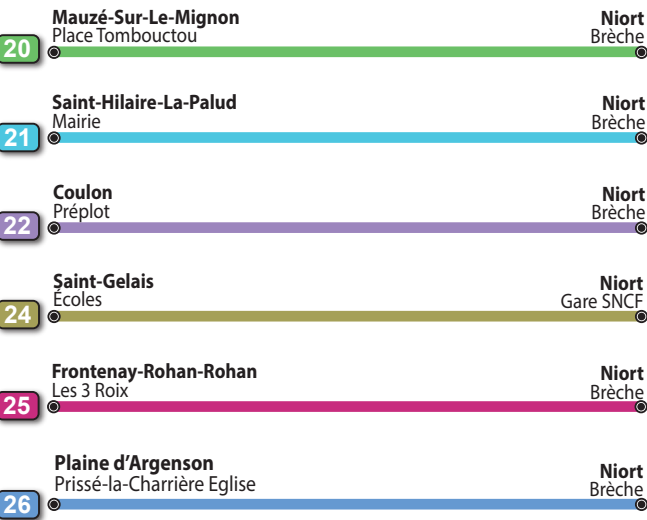 Mauzé-Sur-Le-Mignon Niort
Place Tombouctou Brèche
20
Saint-Hilaire-La-Palud Niort
Mairie Brèche
21
Coulon Niort
Préplot Brèche
22
Saint-Gelais Niort
Écoles Gare SNCF
24
Frontenay-Rohan-Rohan Niort
Les 3 Roix Brèche
25
Plaine d'Argenson Niort
Prissé-la-Charrière Eglise Brèche
26